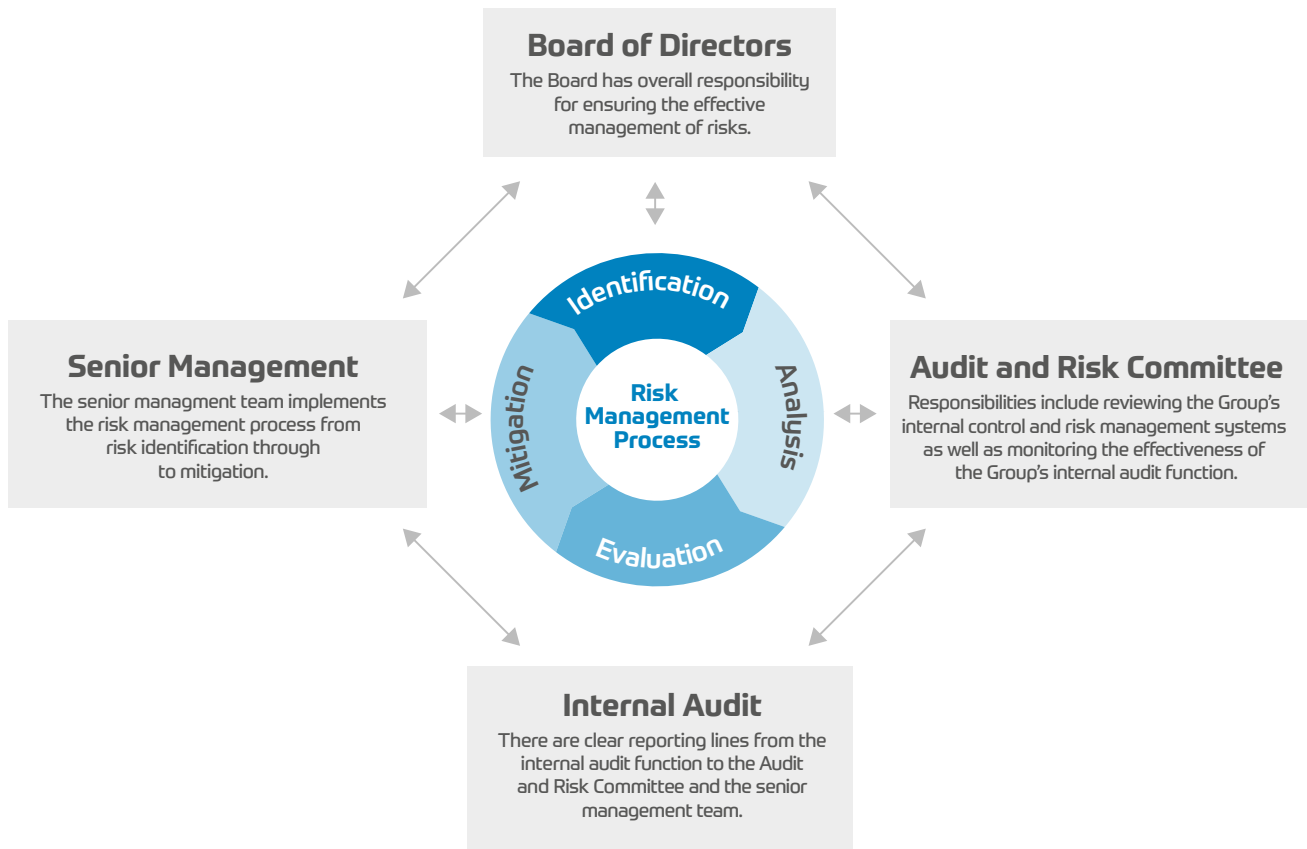 Board of Directors
The Board has overall responsibility
for ensuring the effective
management of risks.
Identification
Senior Management
The senior managment team implements
the risk management process from
risk identification through
to mitigation.
Mitigation
Risk
Management
Process
Analysis
Audit and Risk Committee
Responsibilities include reviewing the Group's
internal control and risk management systems
as well as monitoring the effectiveness of
the Group's internal audit function.
Evaluation
Internal Audit
There are clear reporting lines from the
internal audit function to the Audit
and Risk Committee and the senior
management team.